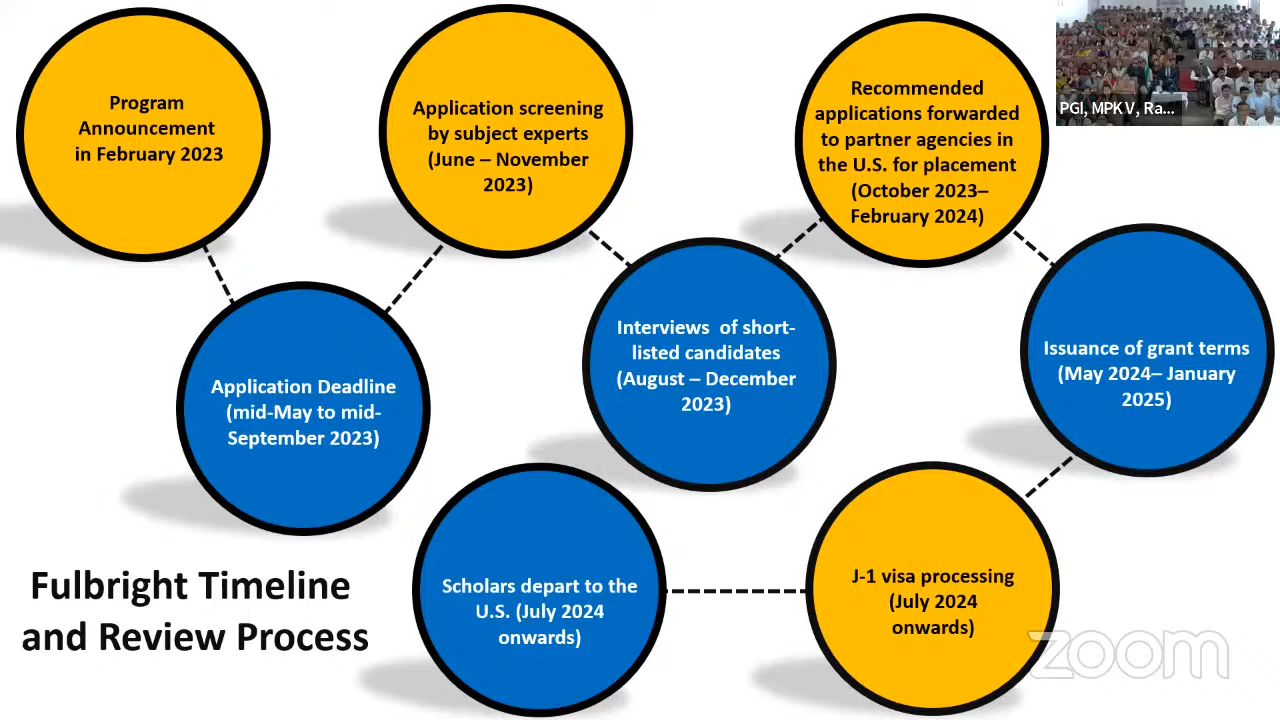 Program
Announcement
in February 2023
Application screening
by subject experts
(June – November
2023)
Recommended
applications forwarded
to partner agencies in
the U.S. for placement
(October 2023–
February 2024)
PGI, MPKV, Ra...
Application Deadline
(mid-May to mid-
September 2023)
Interviews  of short-
listed candidates
(August – December
2023)
Issuance of grant terms
(May 2024– January
2025)
Scholars depart to the
U.S. (July 2024
onwards)
J-1 visa processing
(July 2024
onwards)
Fulbright Timeline
and Review Process
zoom